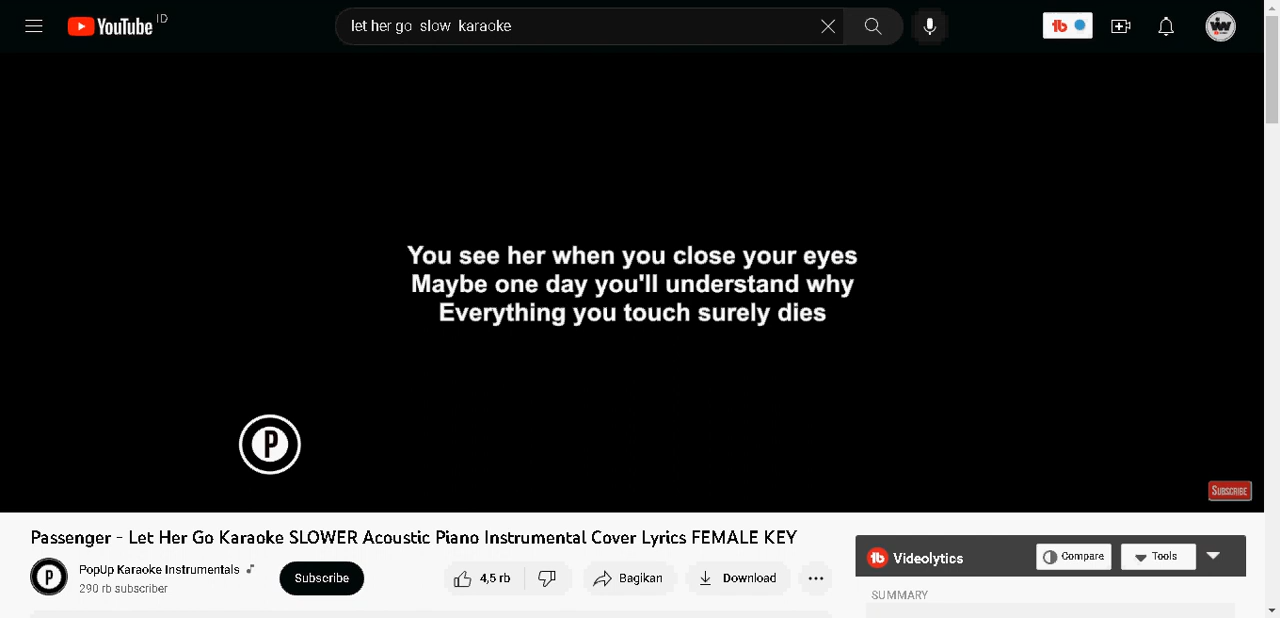 YouTube ID
let her go slow karaoke
You see her when you close your eyes
Maybe one day you'll understand why
Everything you touch surely dies
P
SUBSCRIBE
Passenger - Let Her Go Karaoke SLOWER Acoustic Piano Instrumental Cover Lyrics FEMALE KEY
P
PopUp Karaoke Instrumentals
290 rb subscriber
Subscribe
4,5 rb
Bagikan
Download
tb Videolytics
Compare
Tools
SUMMARY